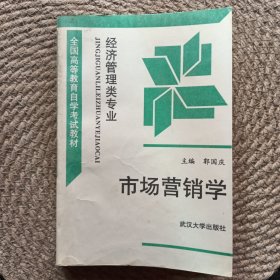 全国高等教育自学考试教材
经济管理类专业
JINGJIGUANLILEIZHUANYEJIAOCAI
主编 郭国庆
市场营销学
武汉大学出版社